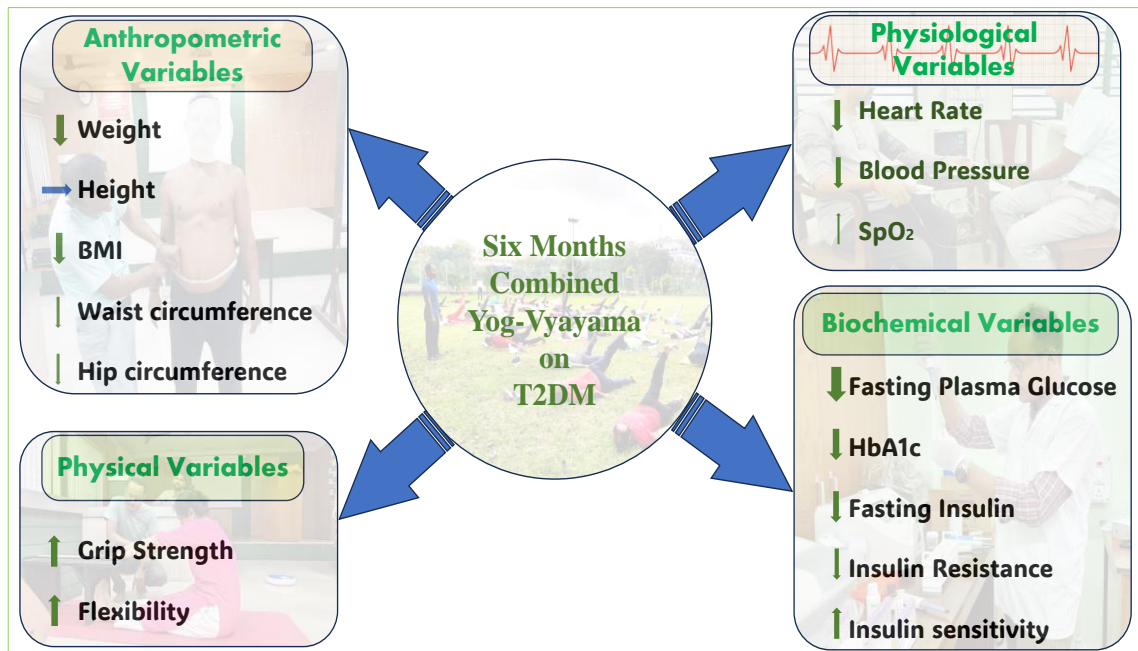 Anthropometric
Variables
Weight
Height
BMI
Waist circumference
Hip circumference
Physical Variables
Grip Strength
Flexibility
Six Months
Combined
Yog-Vyayama
on
T2DM
Physiological
Variables
Heart Rate
Blood Pressure
SpO₂
Biochemical Variables
Fasting Plasma Glucose
HbA1c
Fasting Insulin
Insulin Resistance
Insulin sensitivity